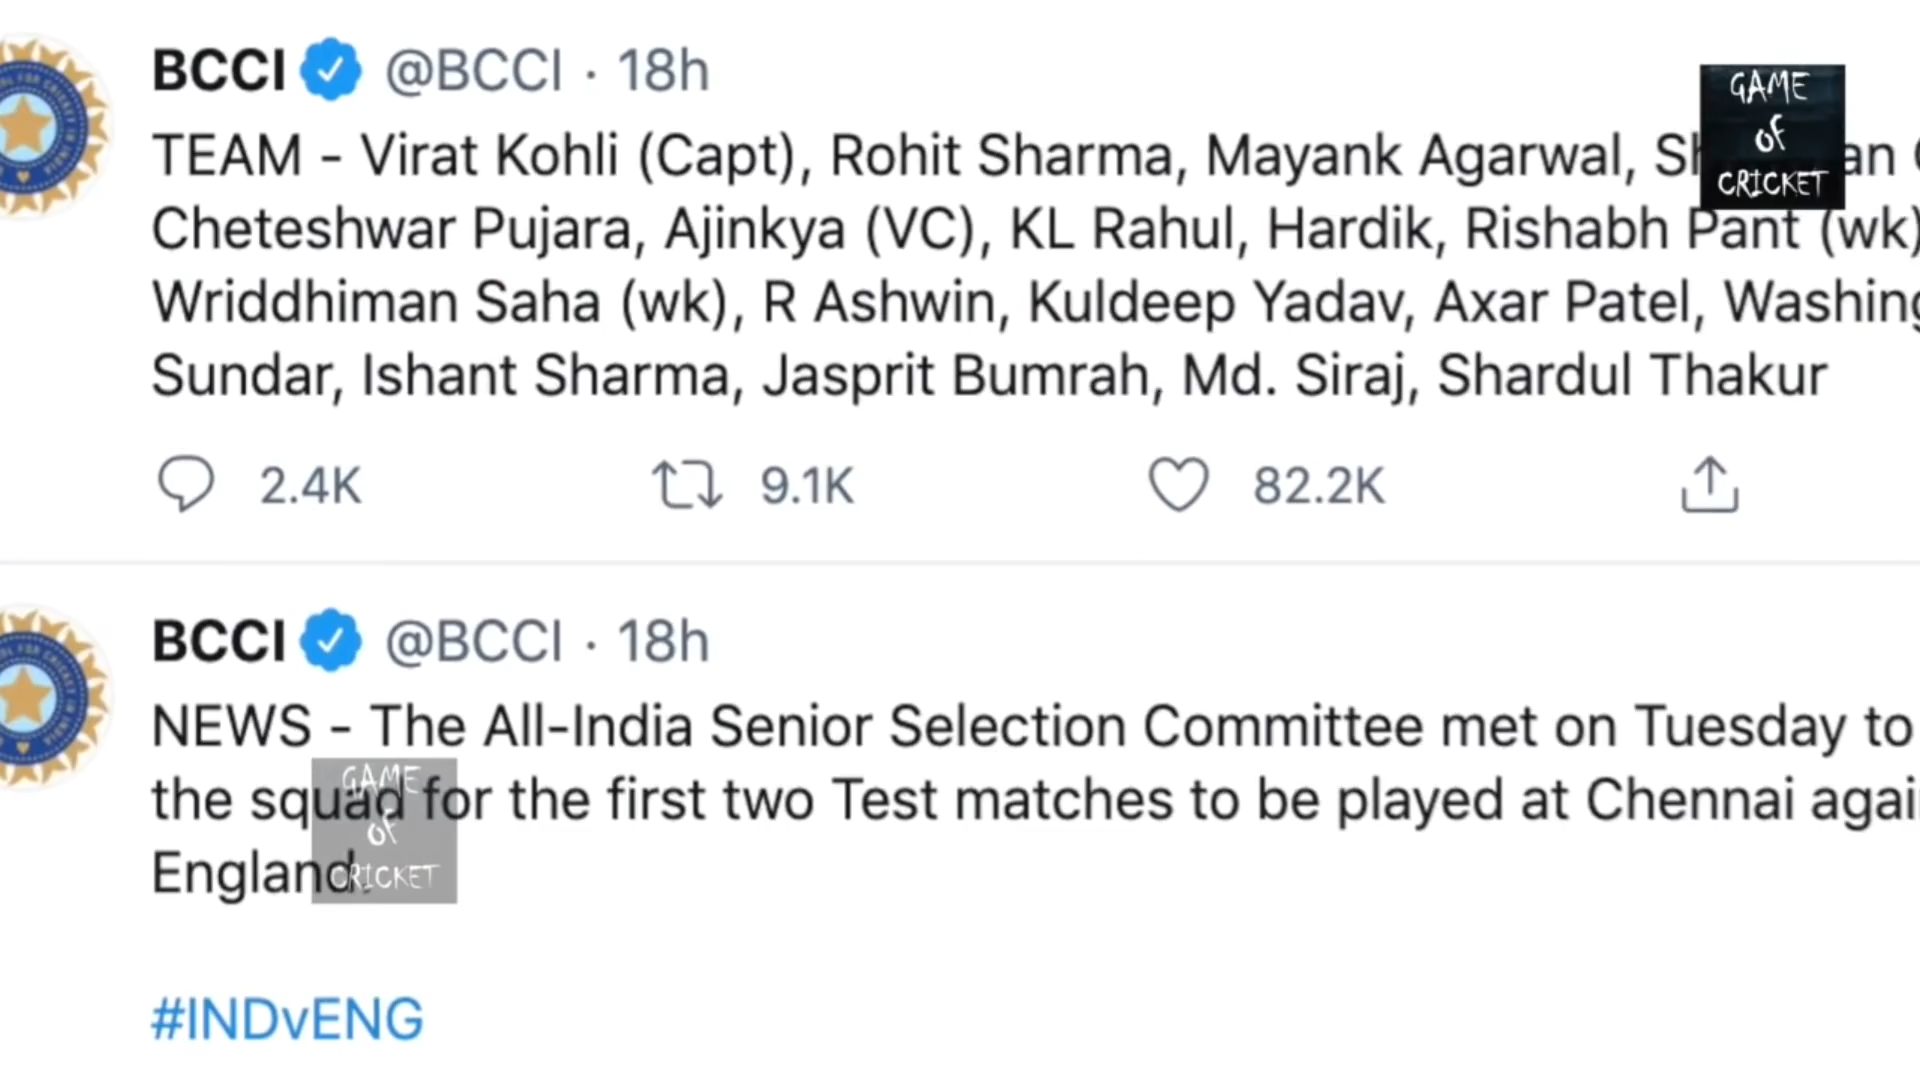 BCCI @BCCI · 18h
GAME
of
CRICKET
TEAM - Virat Kohli (Capt), Rohit Sharma, Mayank Agarwal,
Cheteshwar Pujara, Ajinkya (VC), KL Rahul, Hardik, Rishabh Pant (wk)
Wriddhiman Saha (wk), R Ashwin, Kuldeep Yadav, Axar Patel,
Sundar, Ishant Sharma, Jasprit Bumrah, Md. Siraj, Shardul Thakur
2.4K 9.1K 82.2K
BCCI @BCCI · 18h
NEWS - The All-India Senior Selection Committee met on Tuesday to
the squad for the first two Test matches to be played at Chennai
England.
GAME
of
CRICKET
#INDvENG